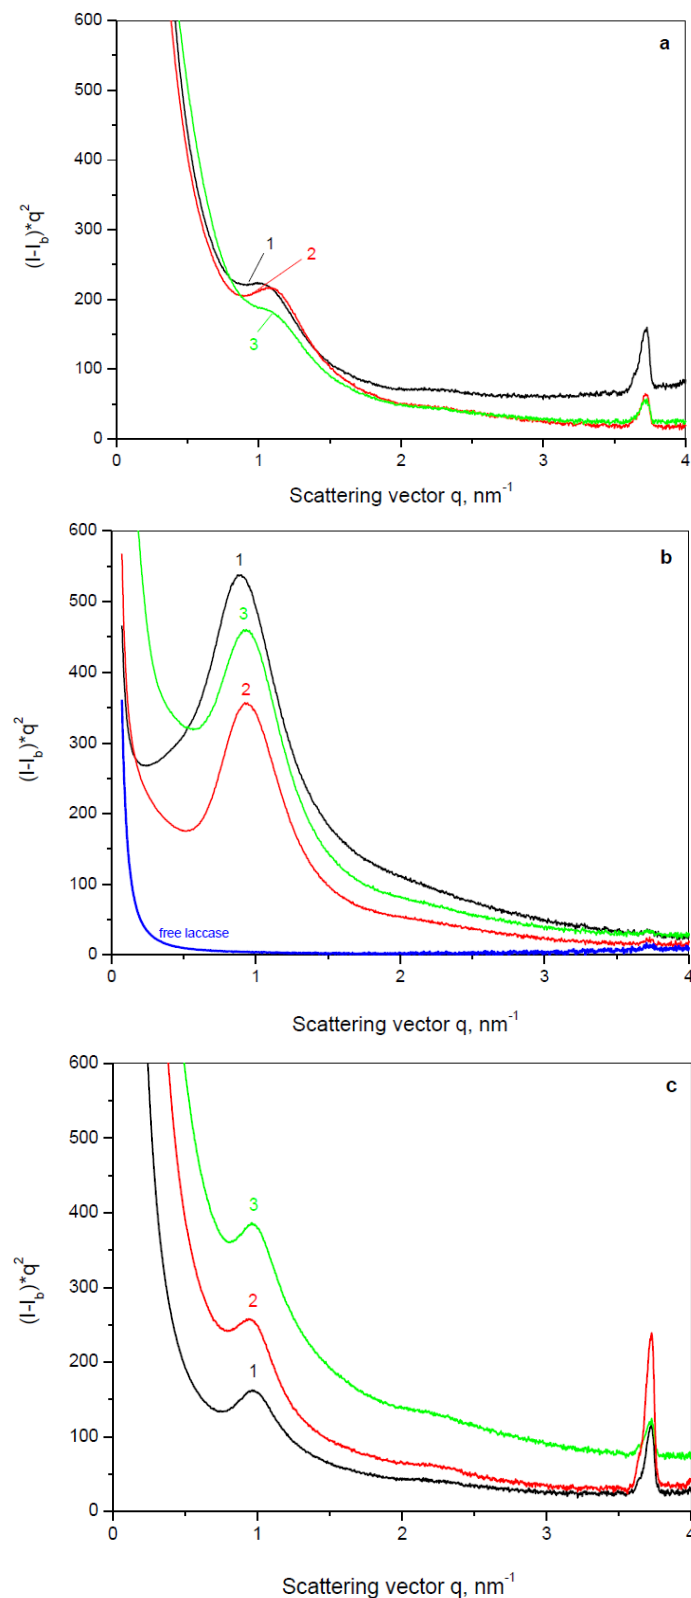 a
600
500
400
300
200
100
0
(I-I_b)*q^2
1
2
3
0 1 2 3 4
Scattering vector q, nm^-1
b
600
500
400
300
200
100
0
(I-I_b)*q^2
1
3
2
free laccase
0 1 2 3 4
Scattering vector q, nm^-1
c
600
500
400
300
200
100
0
(I-I_b)*q^2
3
2
1
0 1 2 3 4
Scattering vector q, nm^-1